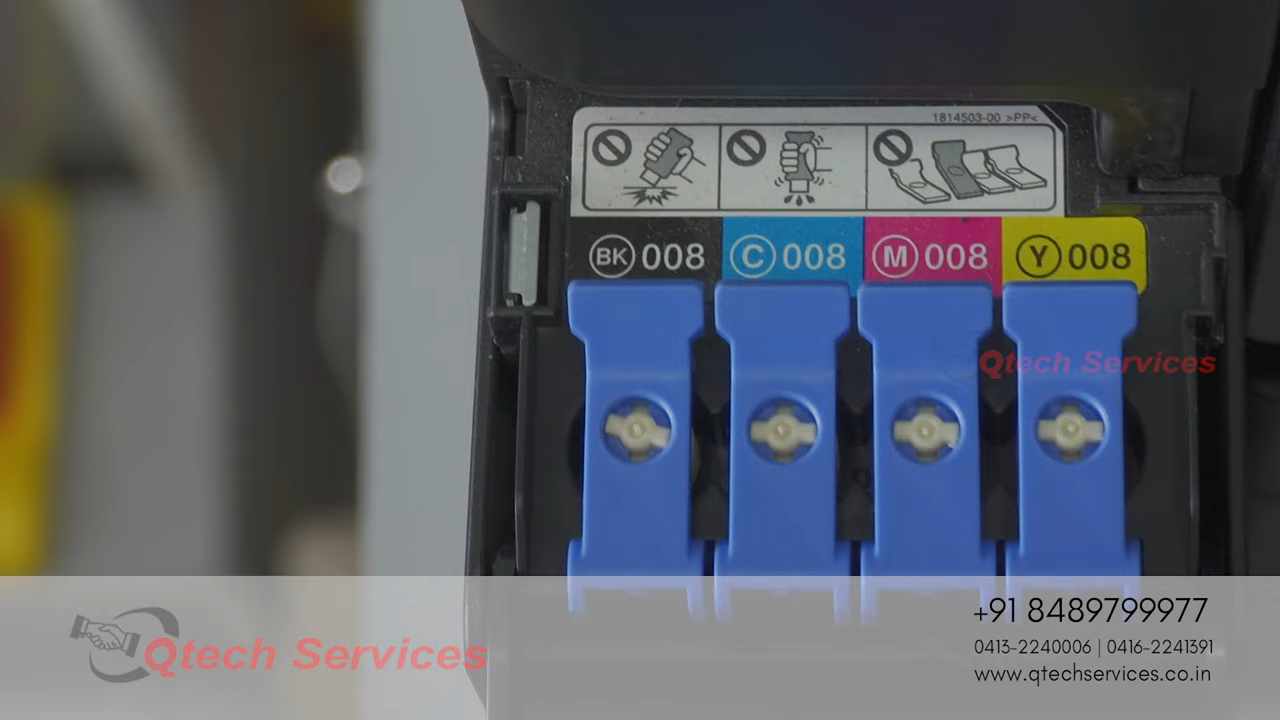 1814503-00 >PP<
BK 008 C 008 M 008 Y 008
Qtech Services
Qtech Services
+91 8489799977
0413-2240006 | 0416-2241391
www.qtechservices.co.in